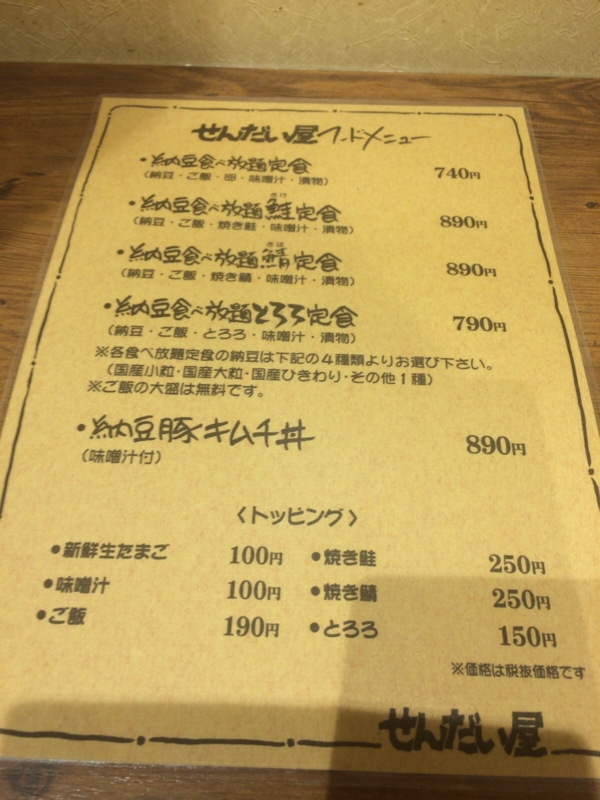 せんだい屋フードメニュー
・納豆食べ放題定食 740円
(納豆・ご飯・卵・味噌汁・漬物)
さけ
・納豆食べ放題鮭定食 890円
(納豆・ご飯・焼き鮭・味噌汁・漬物)
さば
・納豆食べ放題鯖定食 890円
(納豆・ご飯・焼き鯖・味噌汁・漬物)
・納豆食べ放題とろろ定食 790円
(納豆・ご飯・とろろ・味噌汁・漬物)
※各食べ放題定食の納豆は下記の4種類よりお選び下さい。
(国産小粒・国産大粒・国産ひきわり・その他1種)
※ご飯の大盛は無料です。
・納豆豚キムチ丼 890円
(味噌汁付)
〈トッピング〉
●新鮮生たまご 100円 ●焼き鮭 250円
●味噌汁 100円 ●焼き鯖 250円
●ご飯 190円 ●とろろ 150円
※価格は税抜価格です
せんだい屋